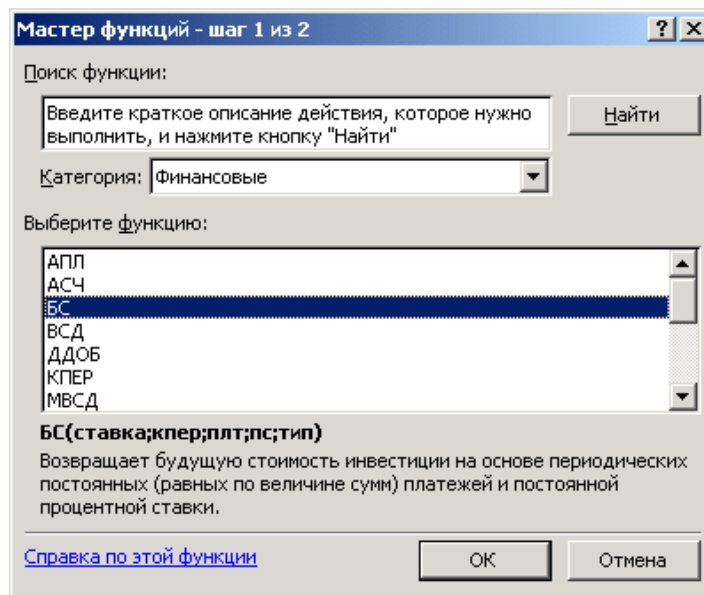 Мастер функций - шаг 1 из 2
Поиск функции:
Введите краткое описание действия, которое нужно
выполнить, и нажмите кнопку "Найти"
Найти
Категория: Финансовые
Выберите функцию:
АПЛ
АСЧ
БС
ВСД
ДДОБ
КПЕР
МВСД
БС(ставка;кпер;плт;пс;тип)
Возвращает будущую стоимость инвестиции на основе периодических
постоянных (равных по величине сумм) платежей и постоянной
процентной ставки.
Справка по этой функции
ОК
Отмена